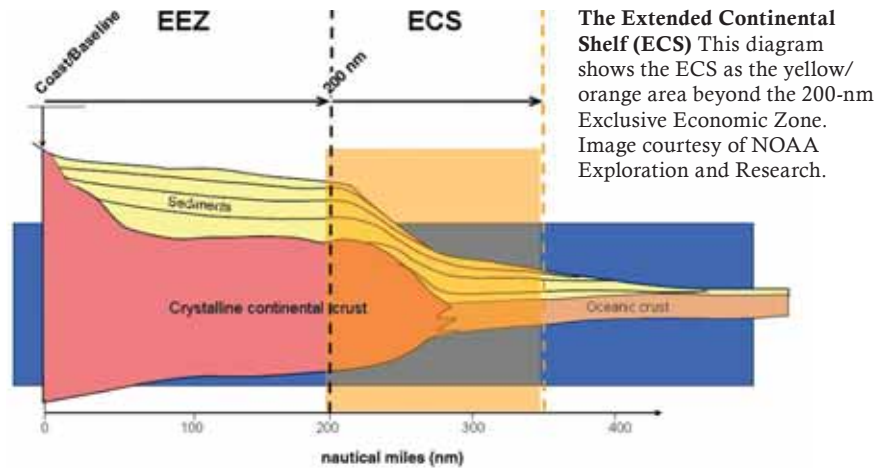 EEZ
ECS
Coast/Baseline
200 nm
Sediments
Crystalline continental crust
Oceanic crust
0
100
200
300
400
nautical miles (nm)
The Extended Continental
Shelf (ECS) This diagram
shows the ECS as the yellow/
orange area beyond the 200-nm
Exclusive Economic Zone.
Image courtesy of NOAA
Exploration and Research.